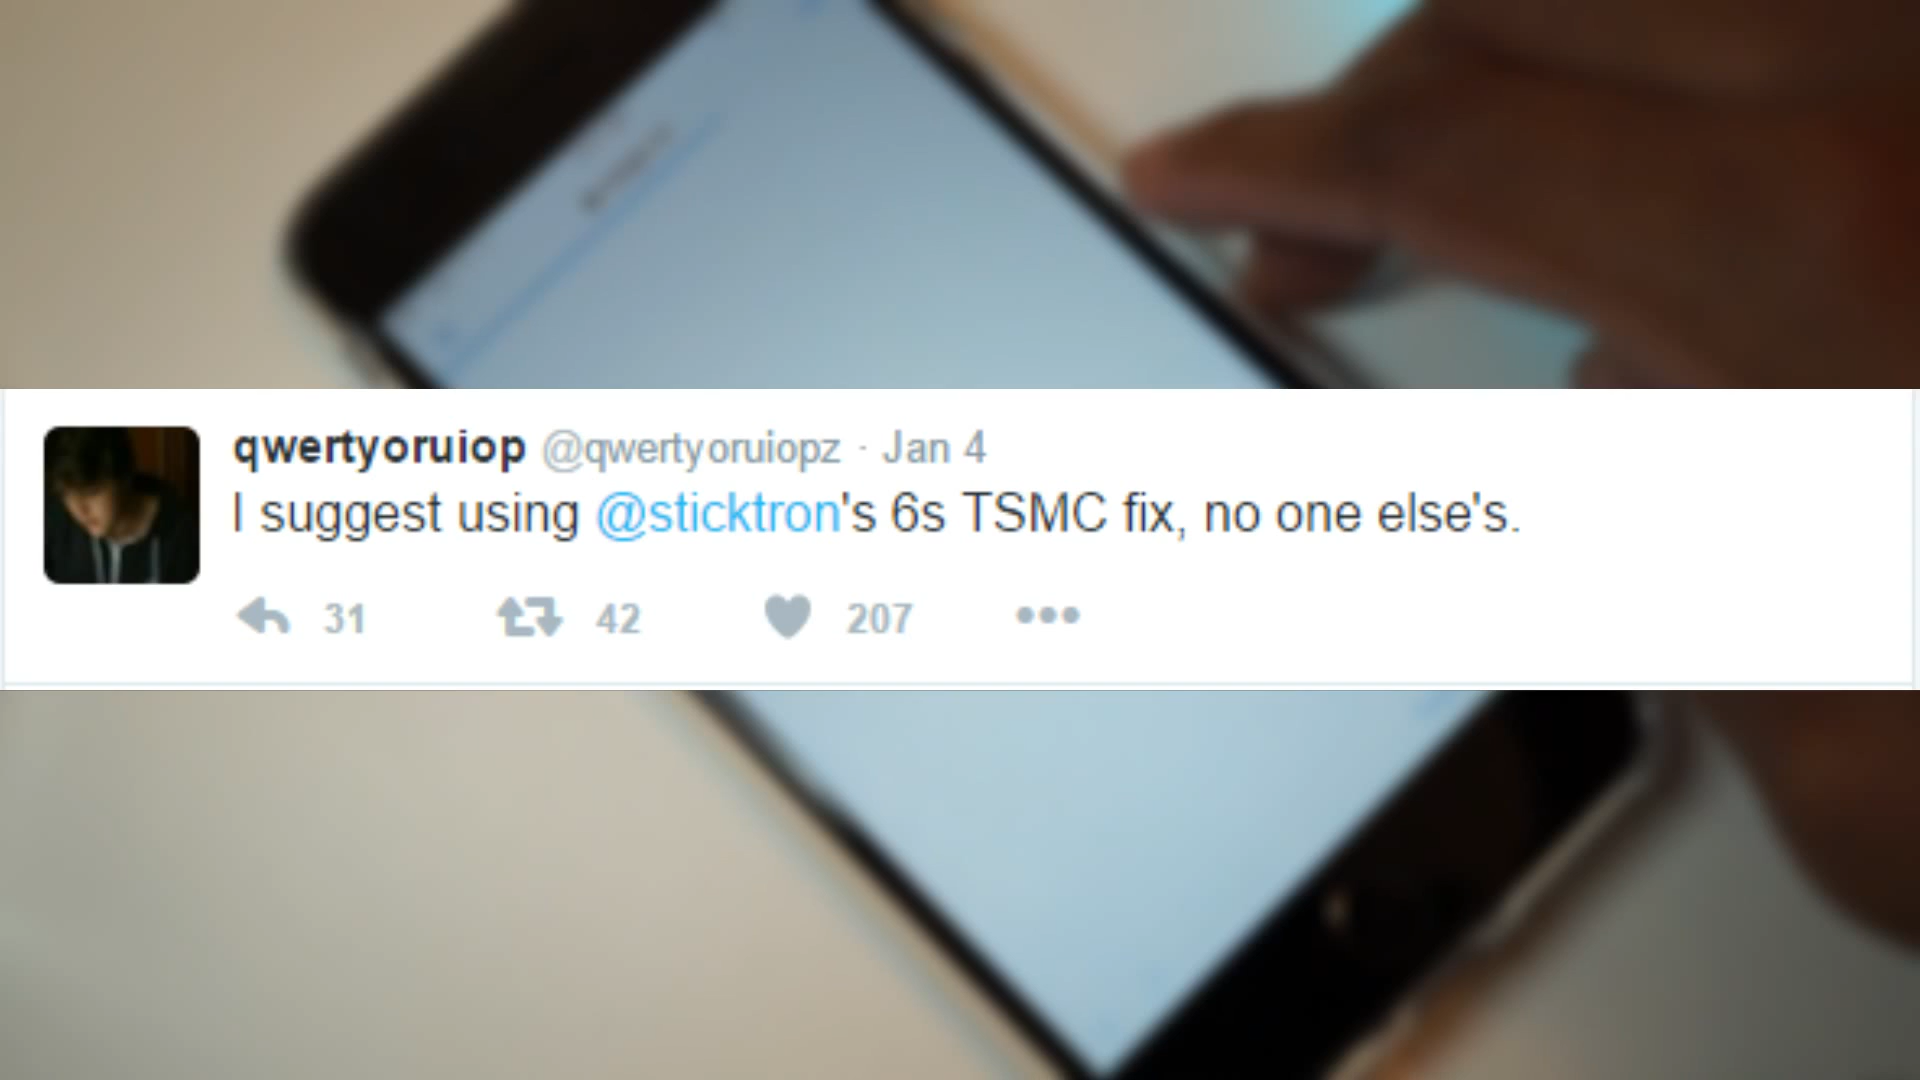 qwertyoruiop @qwertyoruiopz · Jan 4
I suggest using @sticktron's 6s TSMC fix, no one else's.
31 42 207